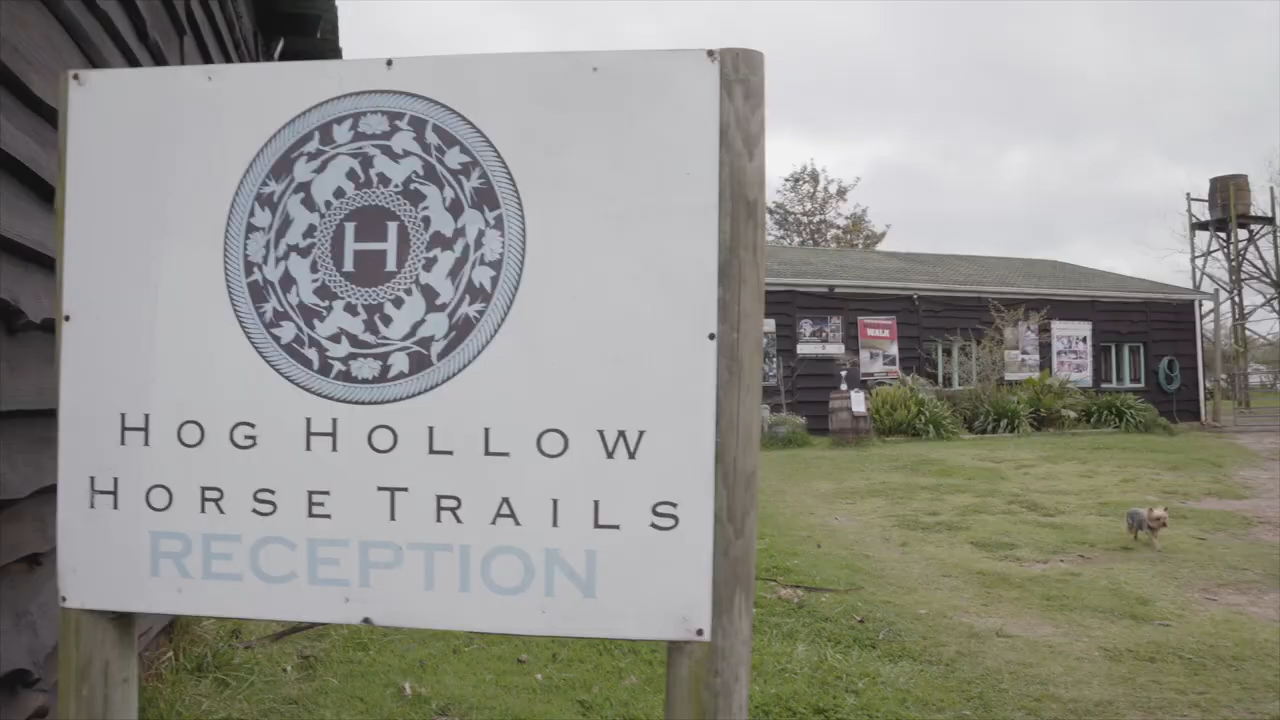 H
HOG HOLLOW
HORSE TRAILS
RECEPTION
WALK